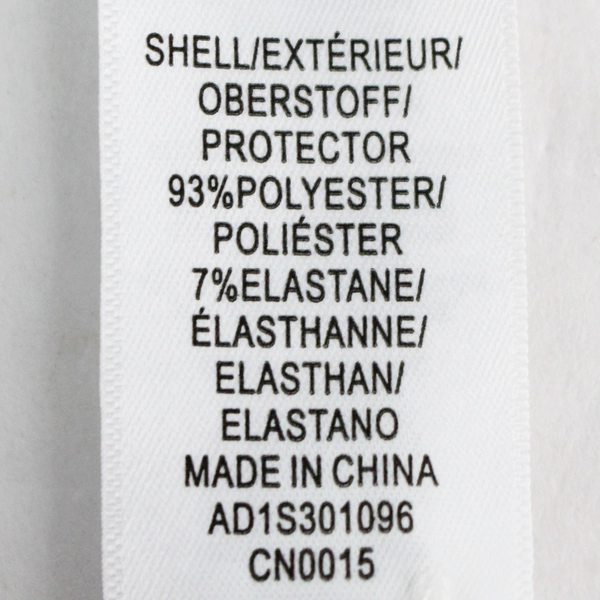 SHELL/EXTÉRIEUR/
OBERSTOFF/
PROTECTOR
93%POLYESTER/
POLIÉSTER
7%ELASTANE/
ÉLASTHANNE/
ELASTHAN/
ELASTANO
MADE IN CHINA
AD1S301096
CN0015